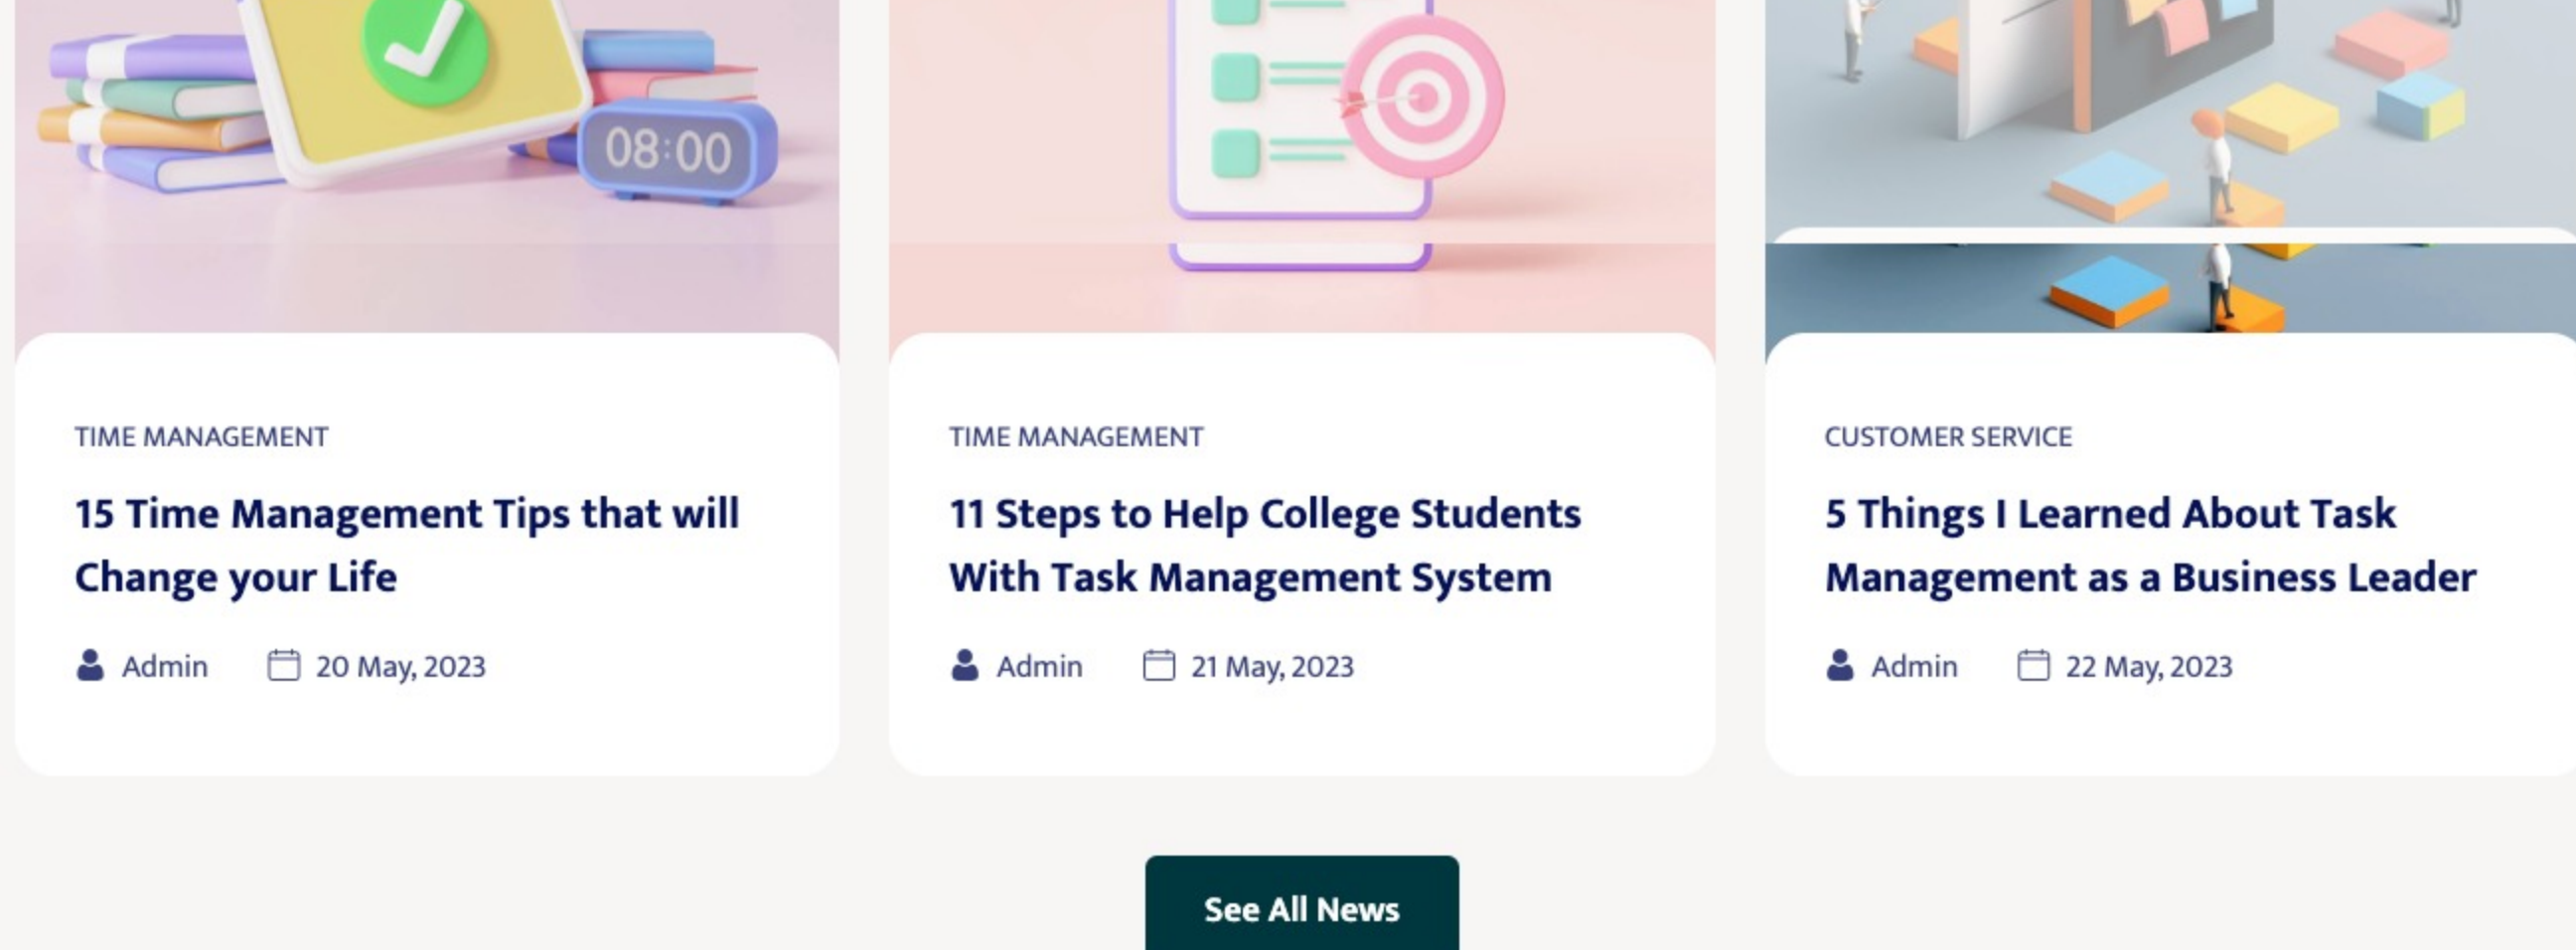 08:00
TIME MANAGEMENT
15 Time Management Tips that will
Change your Life
Admin 20 May, 2023
TIME MANAGEMENT
11 Steps to Help College Students
With Task Management System
Admin 21 May, 2023
CUSTOMER SERVICE
5 Things I Learned About Task
Management as a Business Leader
Admin 22 May, 2023
See All News